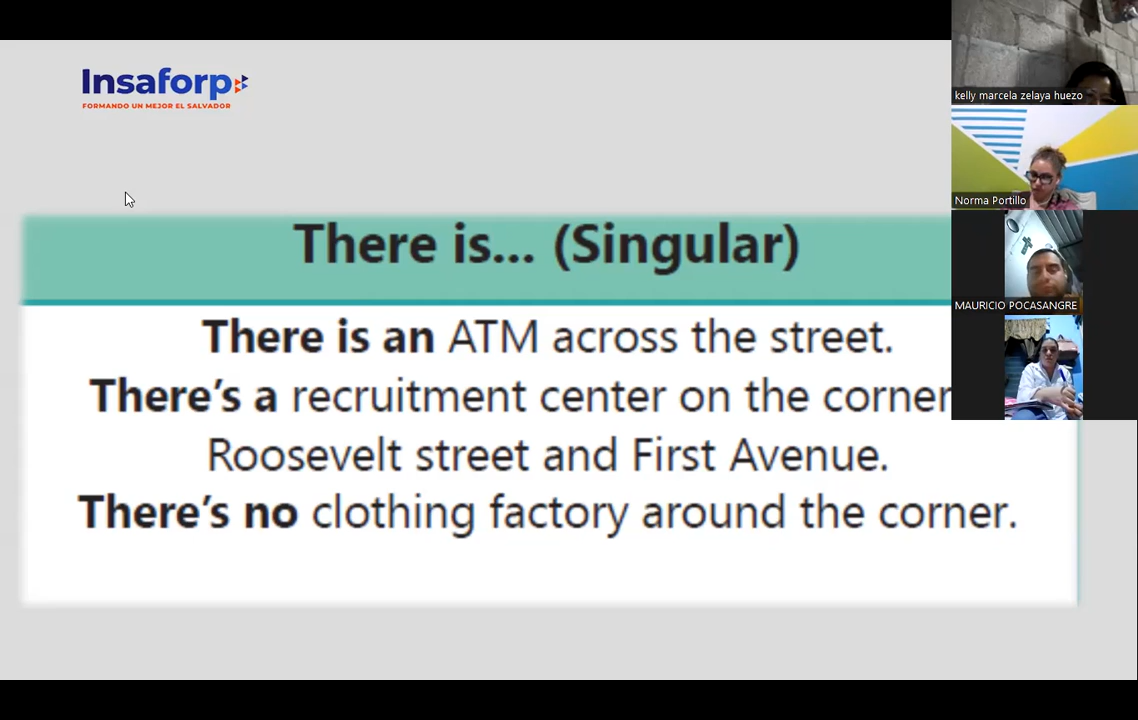 Insaforp
FORMANDO UN MEJOR EL SALVADOR
There is... (Singular)
There is an ATM across the street.
There's a recruitment center on the corner
Roosevelt street and First Avenue.
There's no clothing factory around the corner.
kelly marcela zelaya huezo
Norma Portillo
MAURICIO POCASANGRE